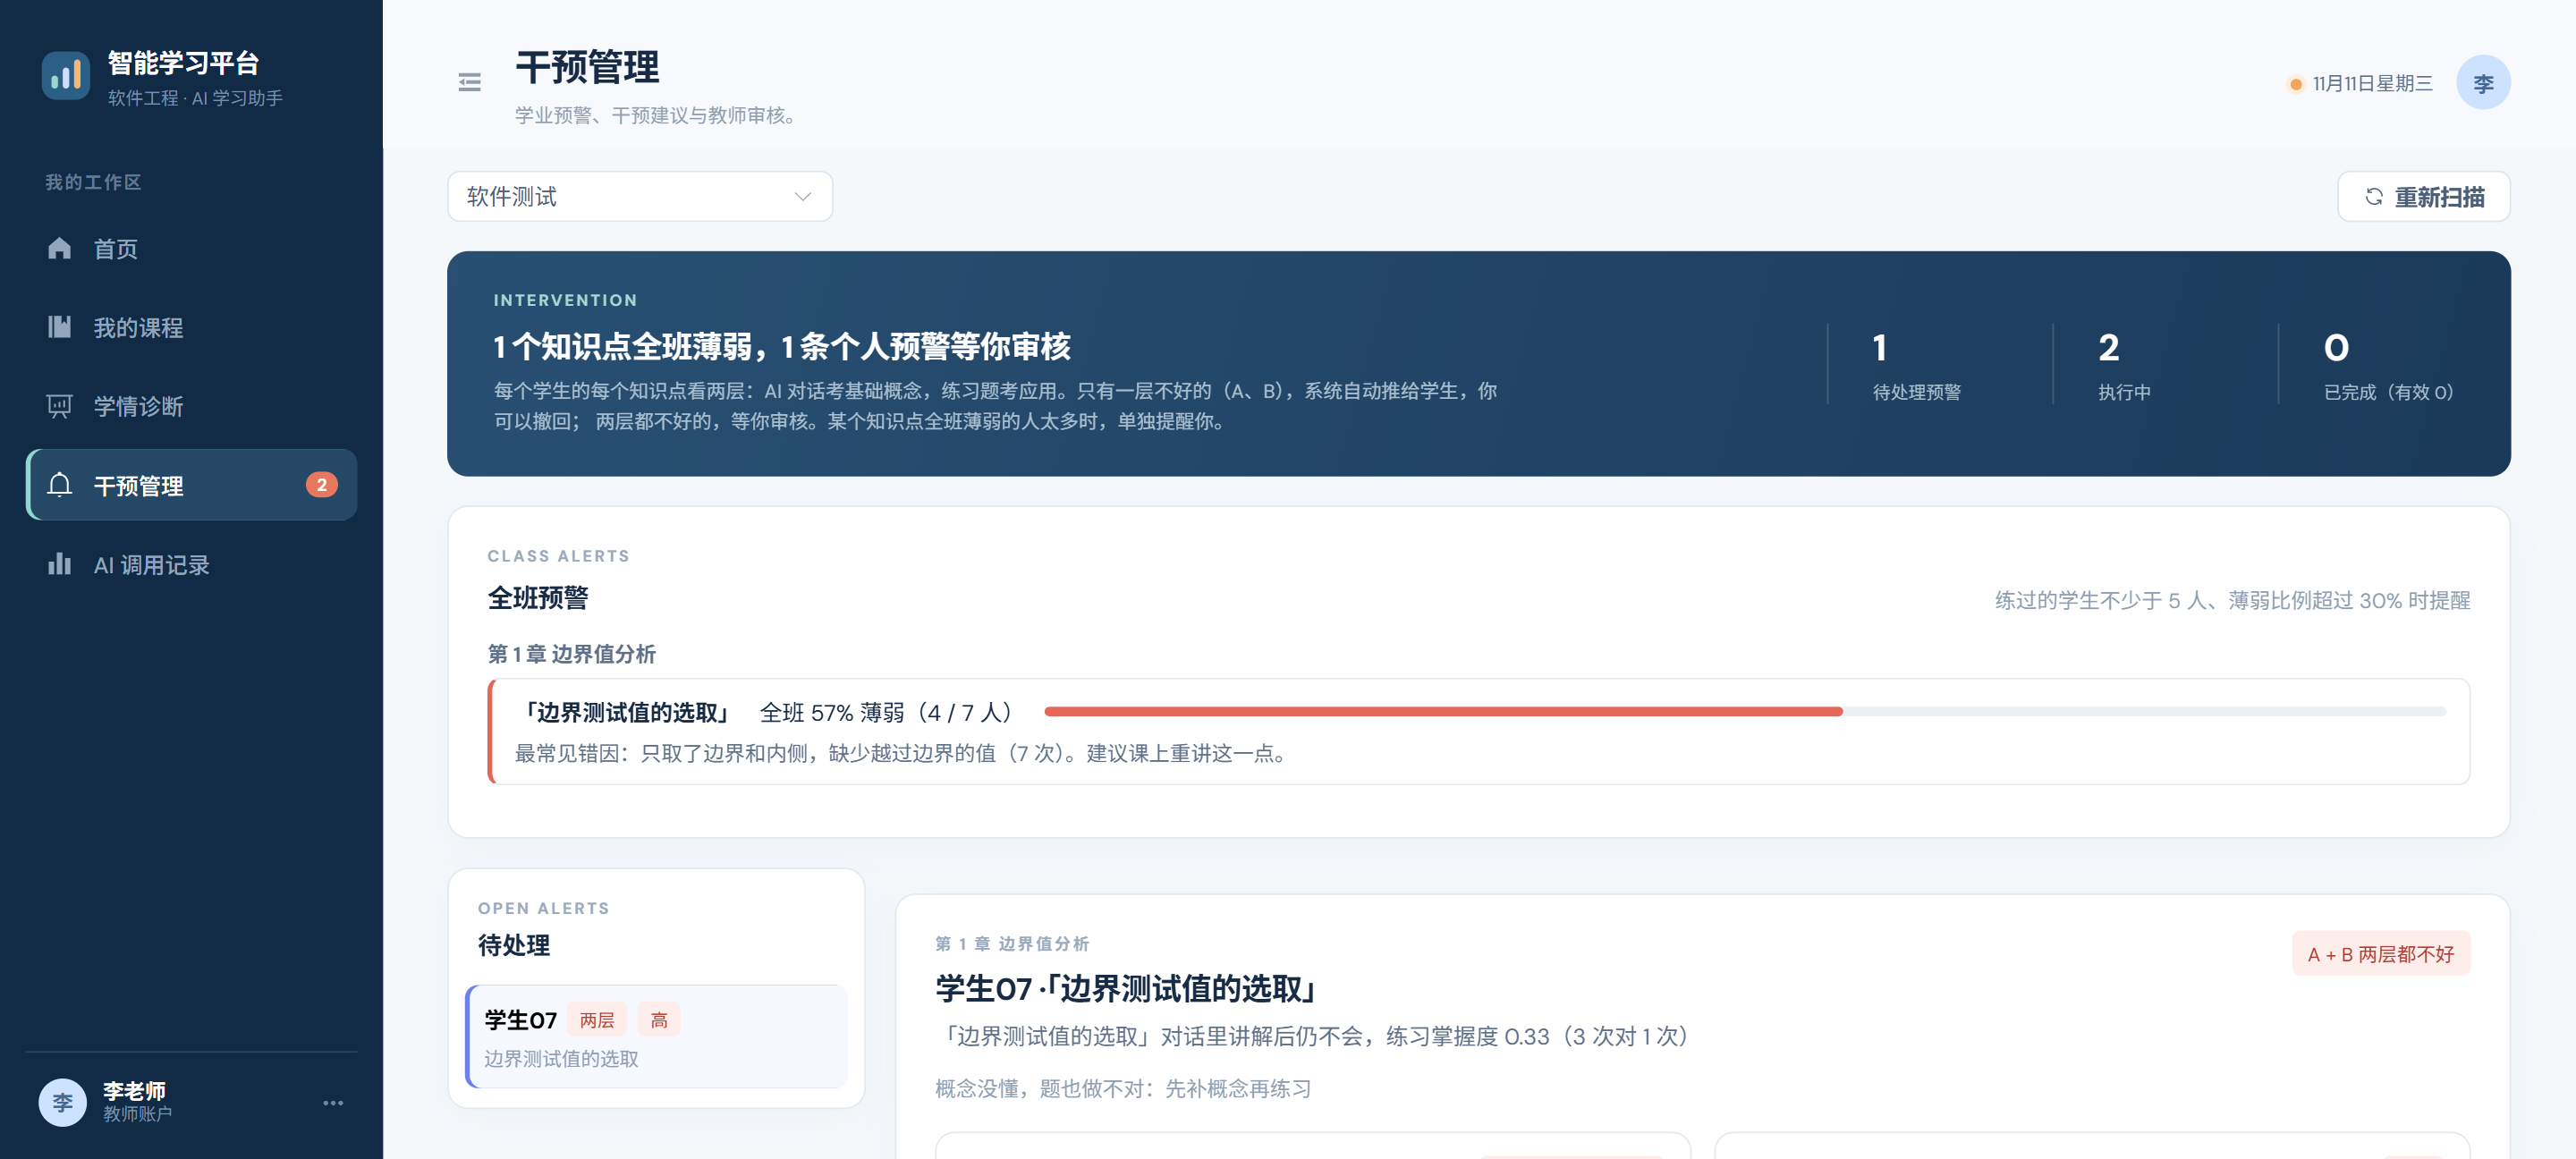 智能学习平台
软件工程 · AI 学习助手
我的工作区
首页
我的课程
学情诊断
干预管理
2
AI 调用记录
李
李老师
教师账户
干预管理
学业预警、干预建议与教师审核。
11月11日星期三
李
软件测试
重新扫描
INTERVENTION
1 个知识点全班薄弱，1 条个人预警等你审核
每个学生的每个知识点看两层：AI 对话考基础概念，练习题考应用。只有一层不好的（A、B），系统自动推给学生，你
可以撤回； 两层都不好的，等你审核。某个知识点全班薄弱的人太多时，单独提醒你。
1
待处理预警
2
执行中
0
已完成（有效 0）
CLASS ALERTS
全班预警
练过的学生不少于 5 人、薄弱比例超过 30% 时提醒
第 1 章 边界值分析
「边界测试值的选取」 全班 57% 薄弱（4 / 7 人）
最常见错因：只取了边界和内侧，缺少越过边界的值（7 次）。建议课上重讲这一点。
OPEN ALERTS
待处理
学生07 两层 高
边界测试值的选取
第 1 章 边界值分析
A + B 两层都不好
学生07 ·「边界测试值的选取」
「边界测试值的选取」对话里讲解后仍不会，练习掌握度 0.33（3 次对 1 次）
概念没懂，题也做不对：先补概念再练习